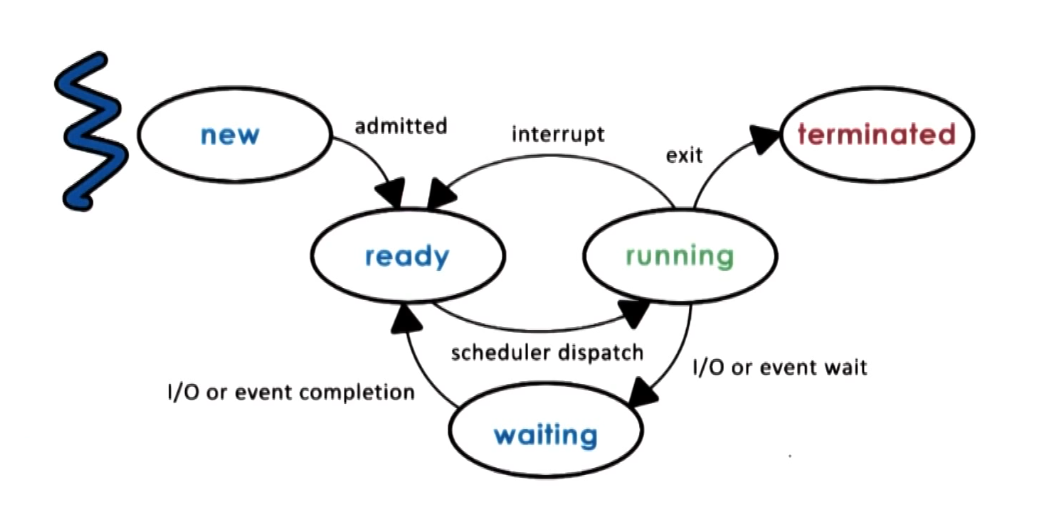 new
admitted
interrupt
exit
terminated
ready
running
scheduler dispatch
I/O or event wait
I/O or event completion
waiting